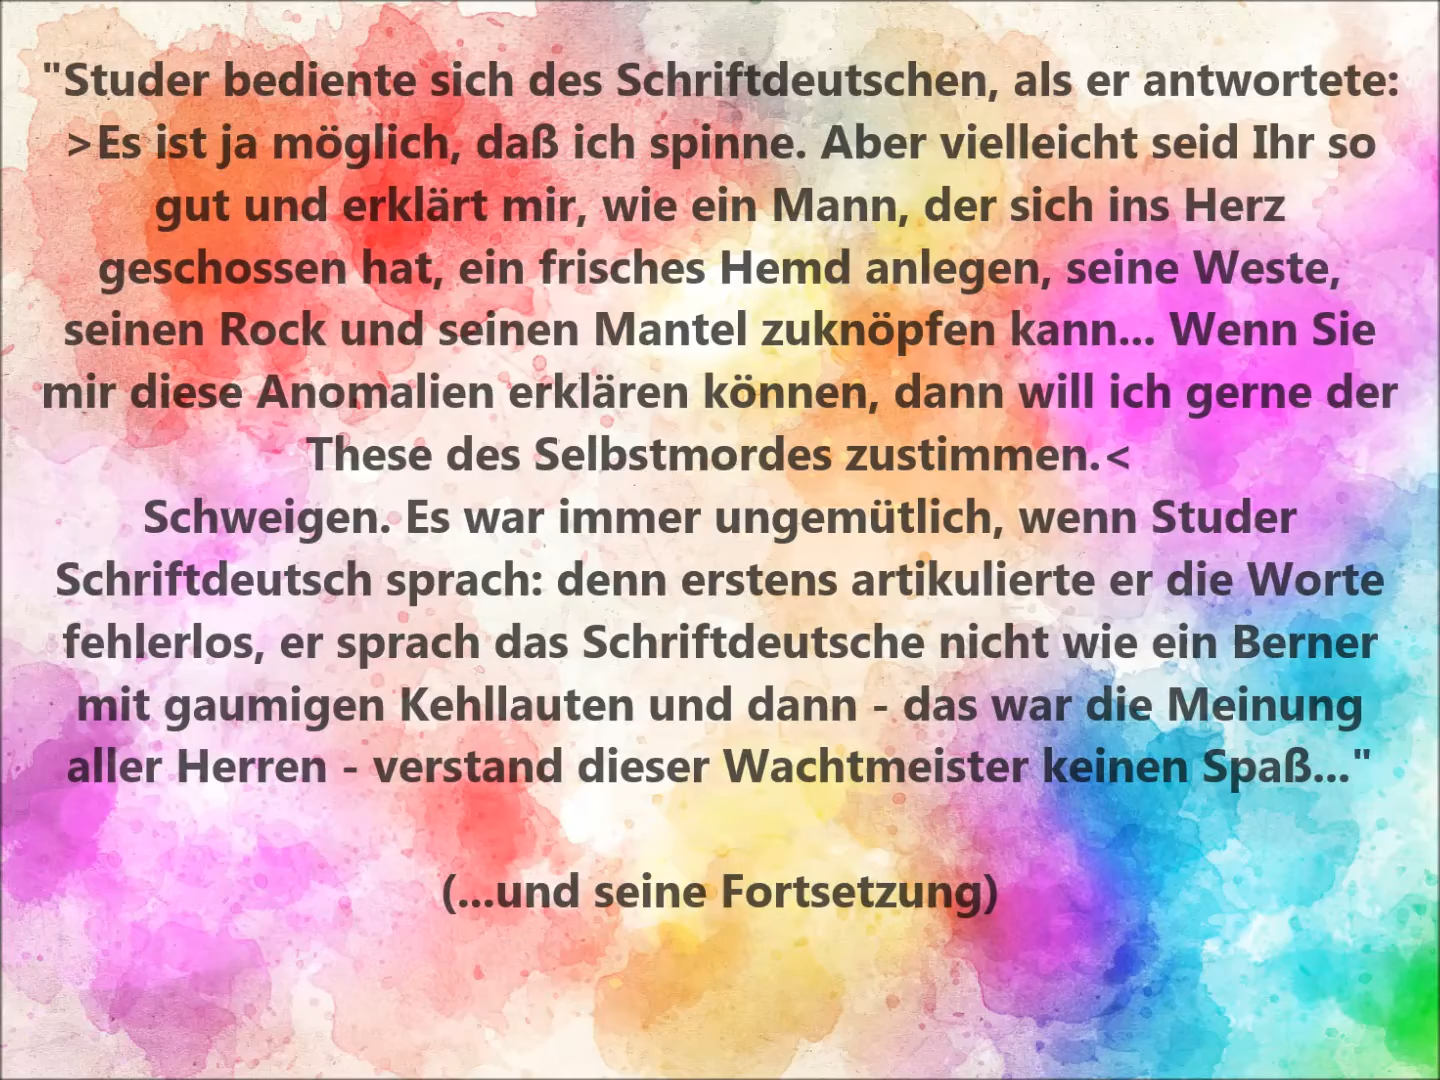 "Studer bediente sich des Schriftdeutschen, als er antwortete:
>Es ist ja möglich, daß ich spinne. Aber vielleicht seid Ihr so
gut und erklärt mir, wie ein Mann, der sich ins Herz
geschossen hat, ein frisches Hemd anlegen, seine Weste,
seinen Rock und seinen Mantel zuknöpfen kann... Wenn Sie
mir diese Anomalien erklären können, dann will ich gerne der
These des Selbstmordes zustimmen.<
Schweigen. Es war immer ungemütlich, wenn Studer
Schriftdeutsch sprach: denn erstens artikulierte er die Worte
fehlerlos, er sprach das Schriftdeutsche nicht wie ein Berner
mit gaumigen Kehllauten und dann - das war die Meinung
aller Herren - verstand dieser Wachtmeister keinen Spaß..."
(...und seine Fortsetzung)